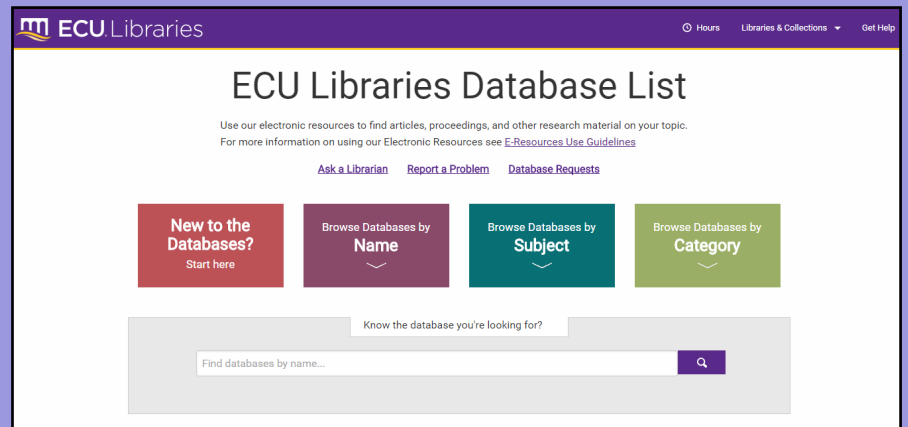 ECU Libraries
Hours
Libraries & Collections
Get Help
ECU Libraries Database List
Use our electronic resources to find articles, proceedings, and other research material on your topic.
For more information on using our Electronic Resources see E-Resources Use Guidelines
Ask a Librarian Report a Problem Database Requests
New to the
Databases?
Start here
Browse Databases by
Name
Browse Databases by
Subject
Browse Databases by
Category
Know the database you're looking for?
Find databases by name...